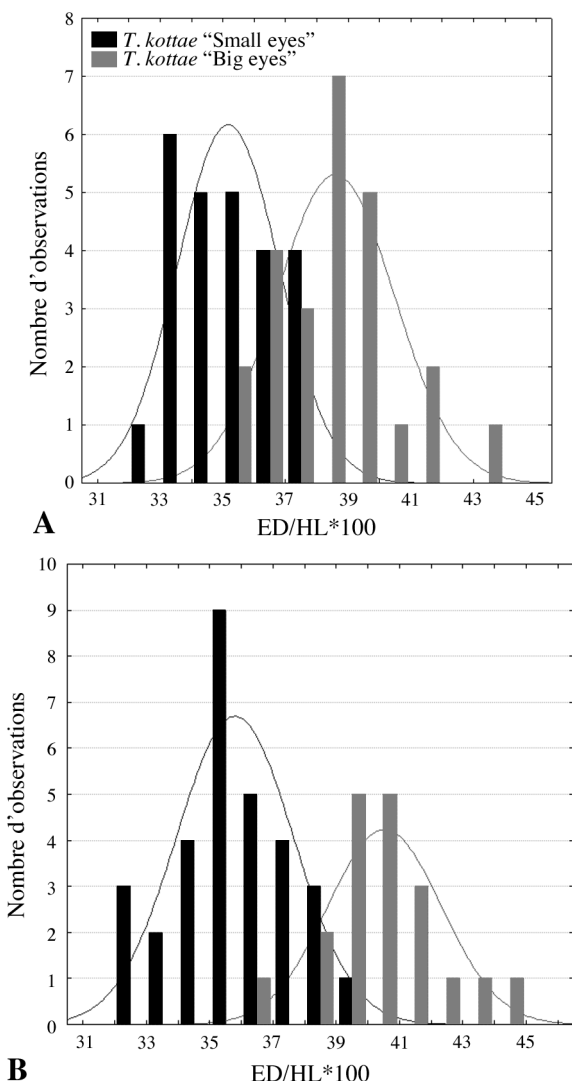 8
T. kottae “Small eyes”
T. kottae “Big eyes”
7
6
5
4
3
2
1
0
Nombre d’observations
31 33 35 37 39 41 43 45
ED/HL*100
A
10
9
8
7
6
5
4
3
2
1
0
Nombre d’observations
31 33 35 37 39 41 43 45
ED/HL*100
B